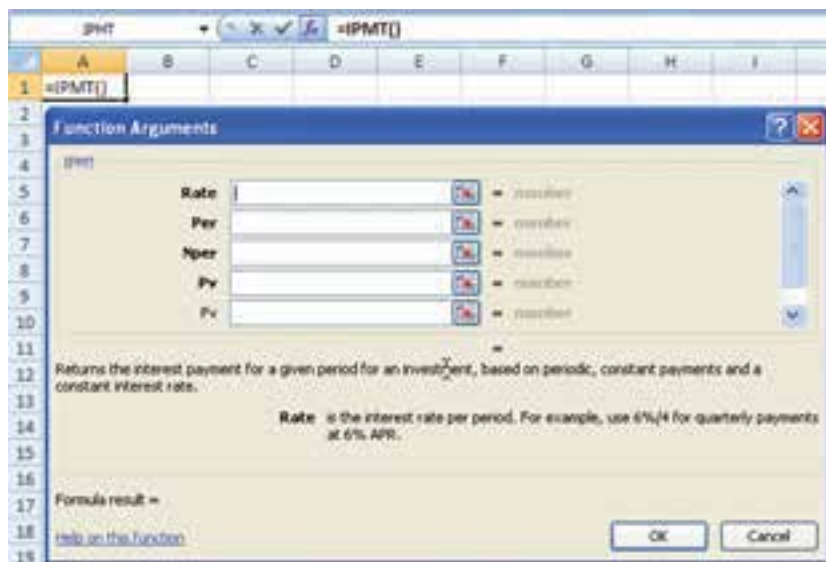 IPMT
=IPMT()
A B C D E F G H I
1 =IPMT()
2
3
4
5
6
7
8
9
10
11
12
13
14
15
16
17
18
19
Function Arguments ?
IPMT
Rate = number
Per = number
Nper = number
Pv = number
Fv = number
=
Returns the interest payment for a given period for an investment, based on periodic, constant payments and a
constant interest rate.
Rate is the interest rate per period. For example, use 6%/4 for quarterly payments
at 6% APR.
Formula result =
Help on this function
OK Cancel